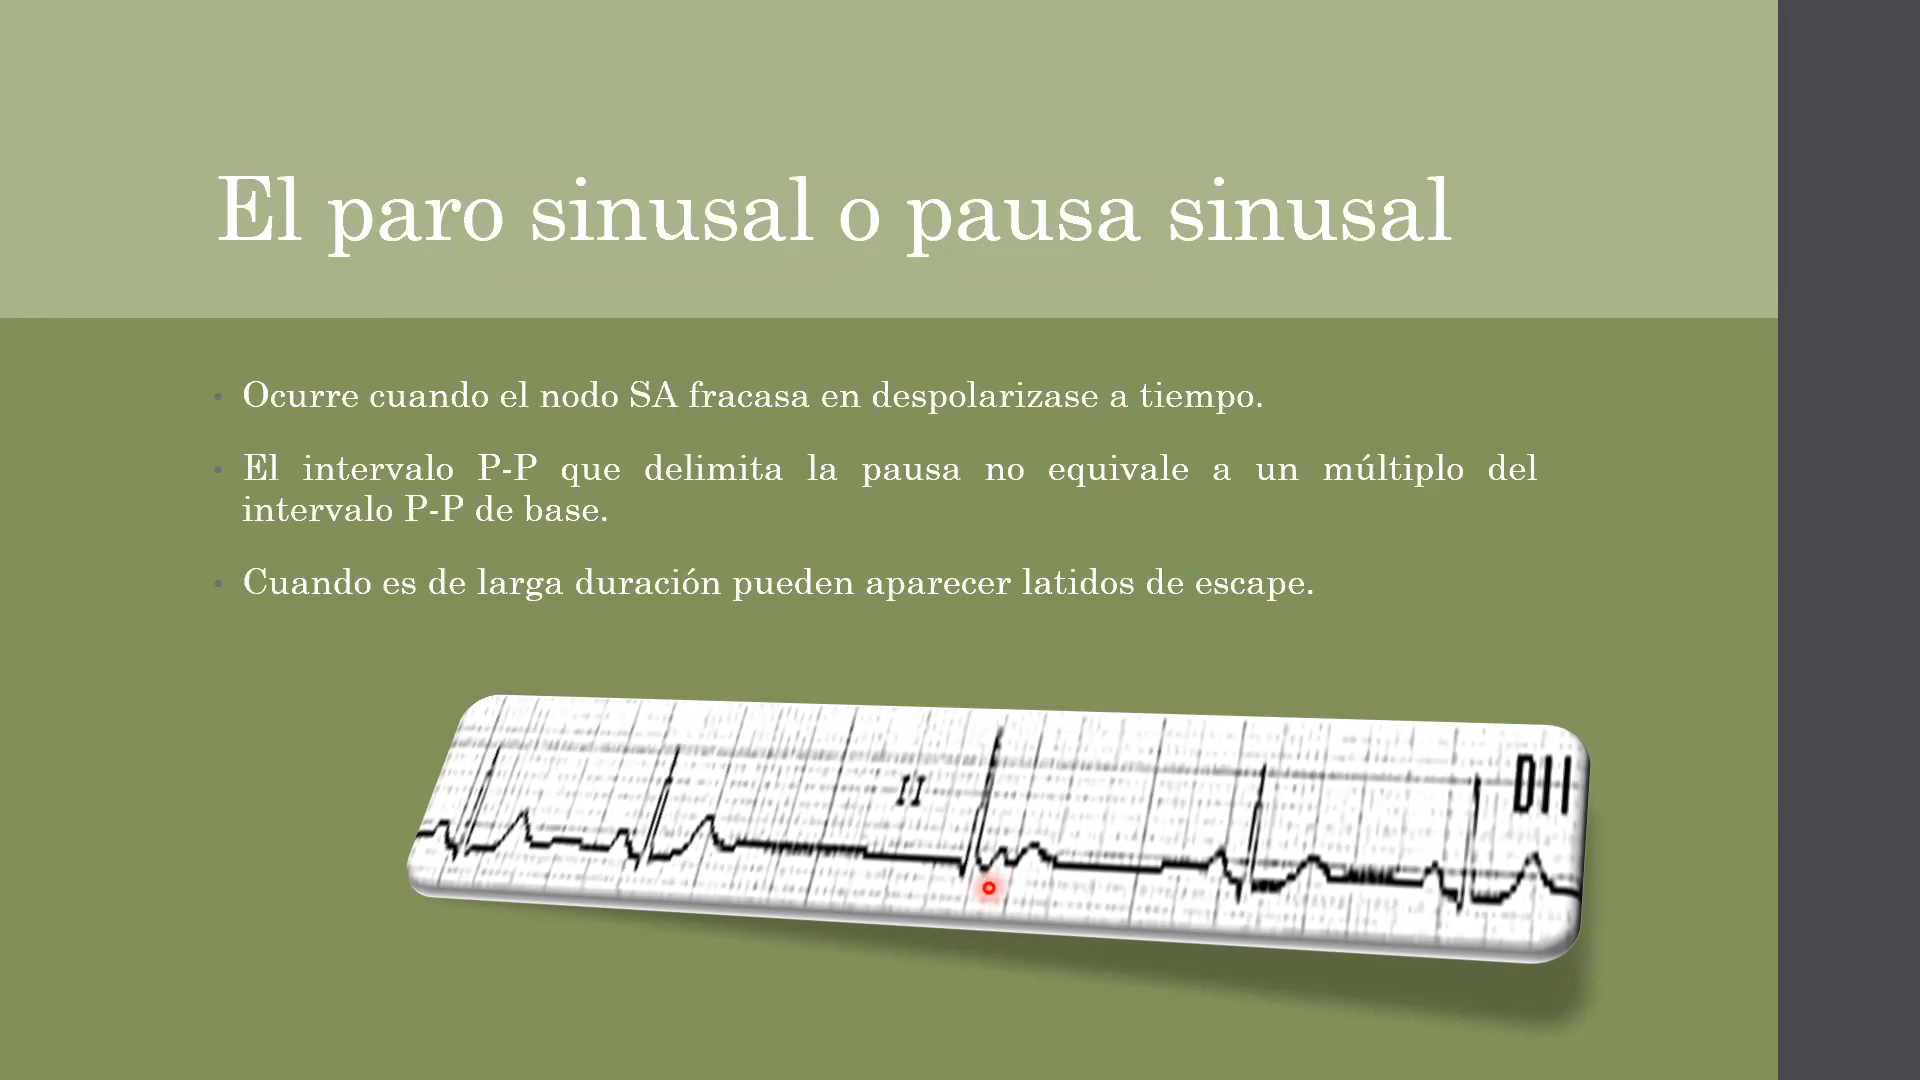 El paro sinusal o pausa sinusal
• Ocurre cuando el nodo SA fracasa en despolarizase a tiempo.
• El intervalo P-P que delimita la pausa no equivale a un múltiplo del
intervalo P-P de base.
• Cuando es de larga duración pueden aparecer latidos de escape.
II
DII